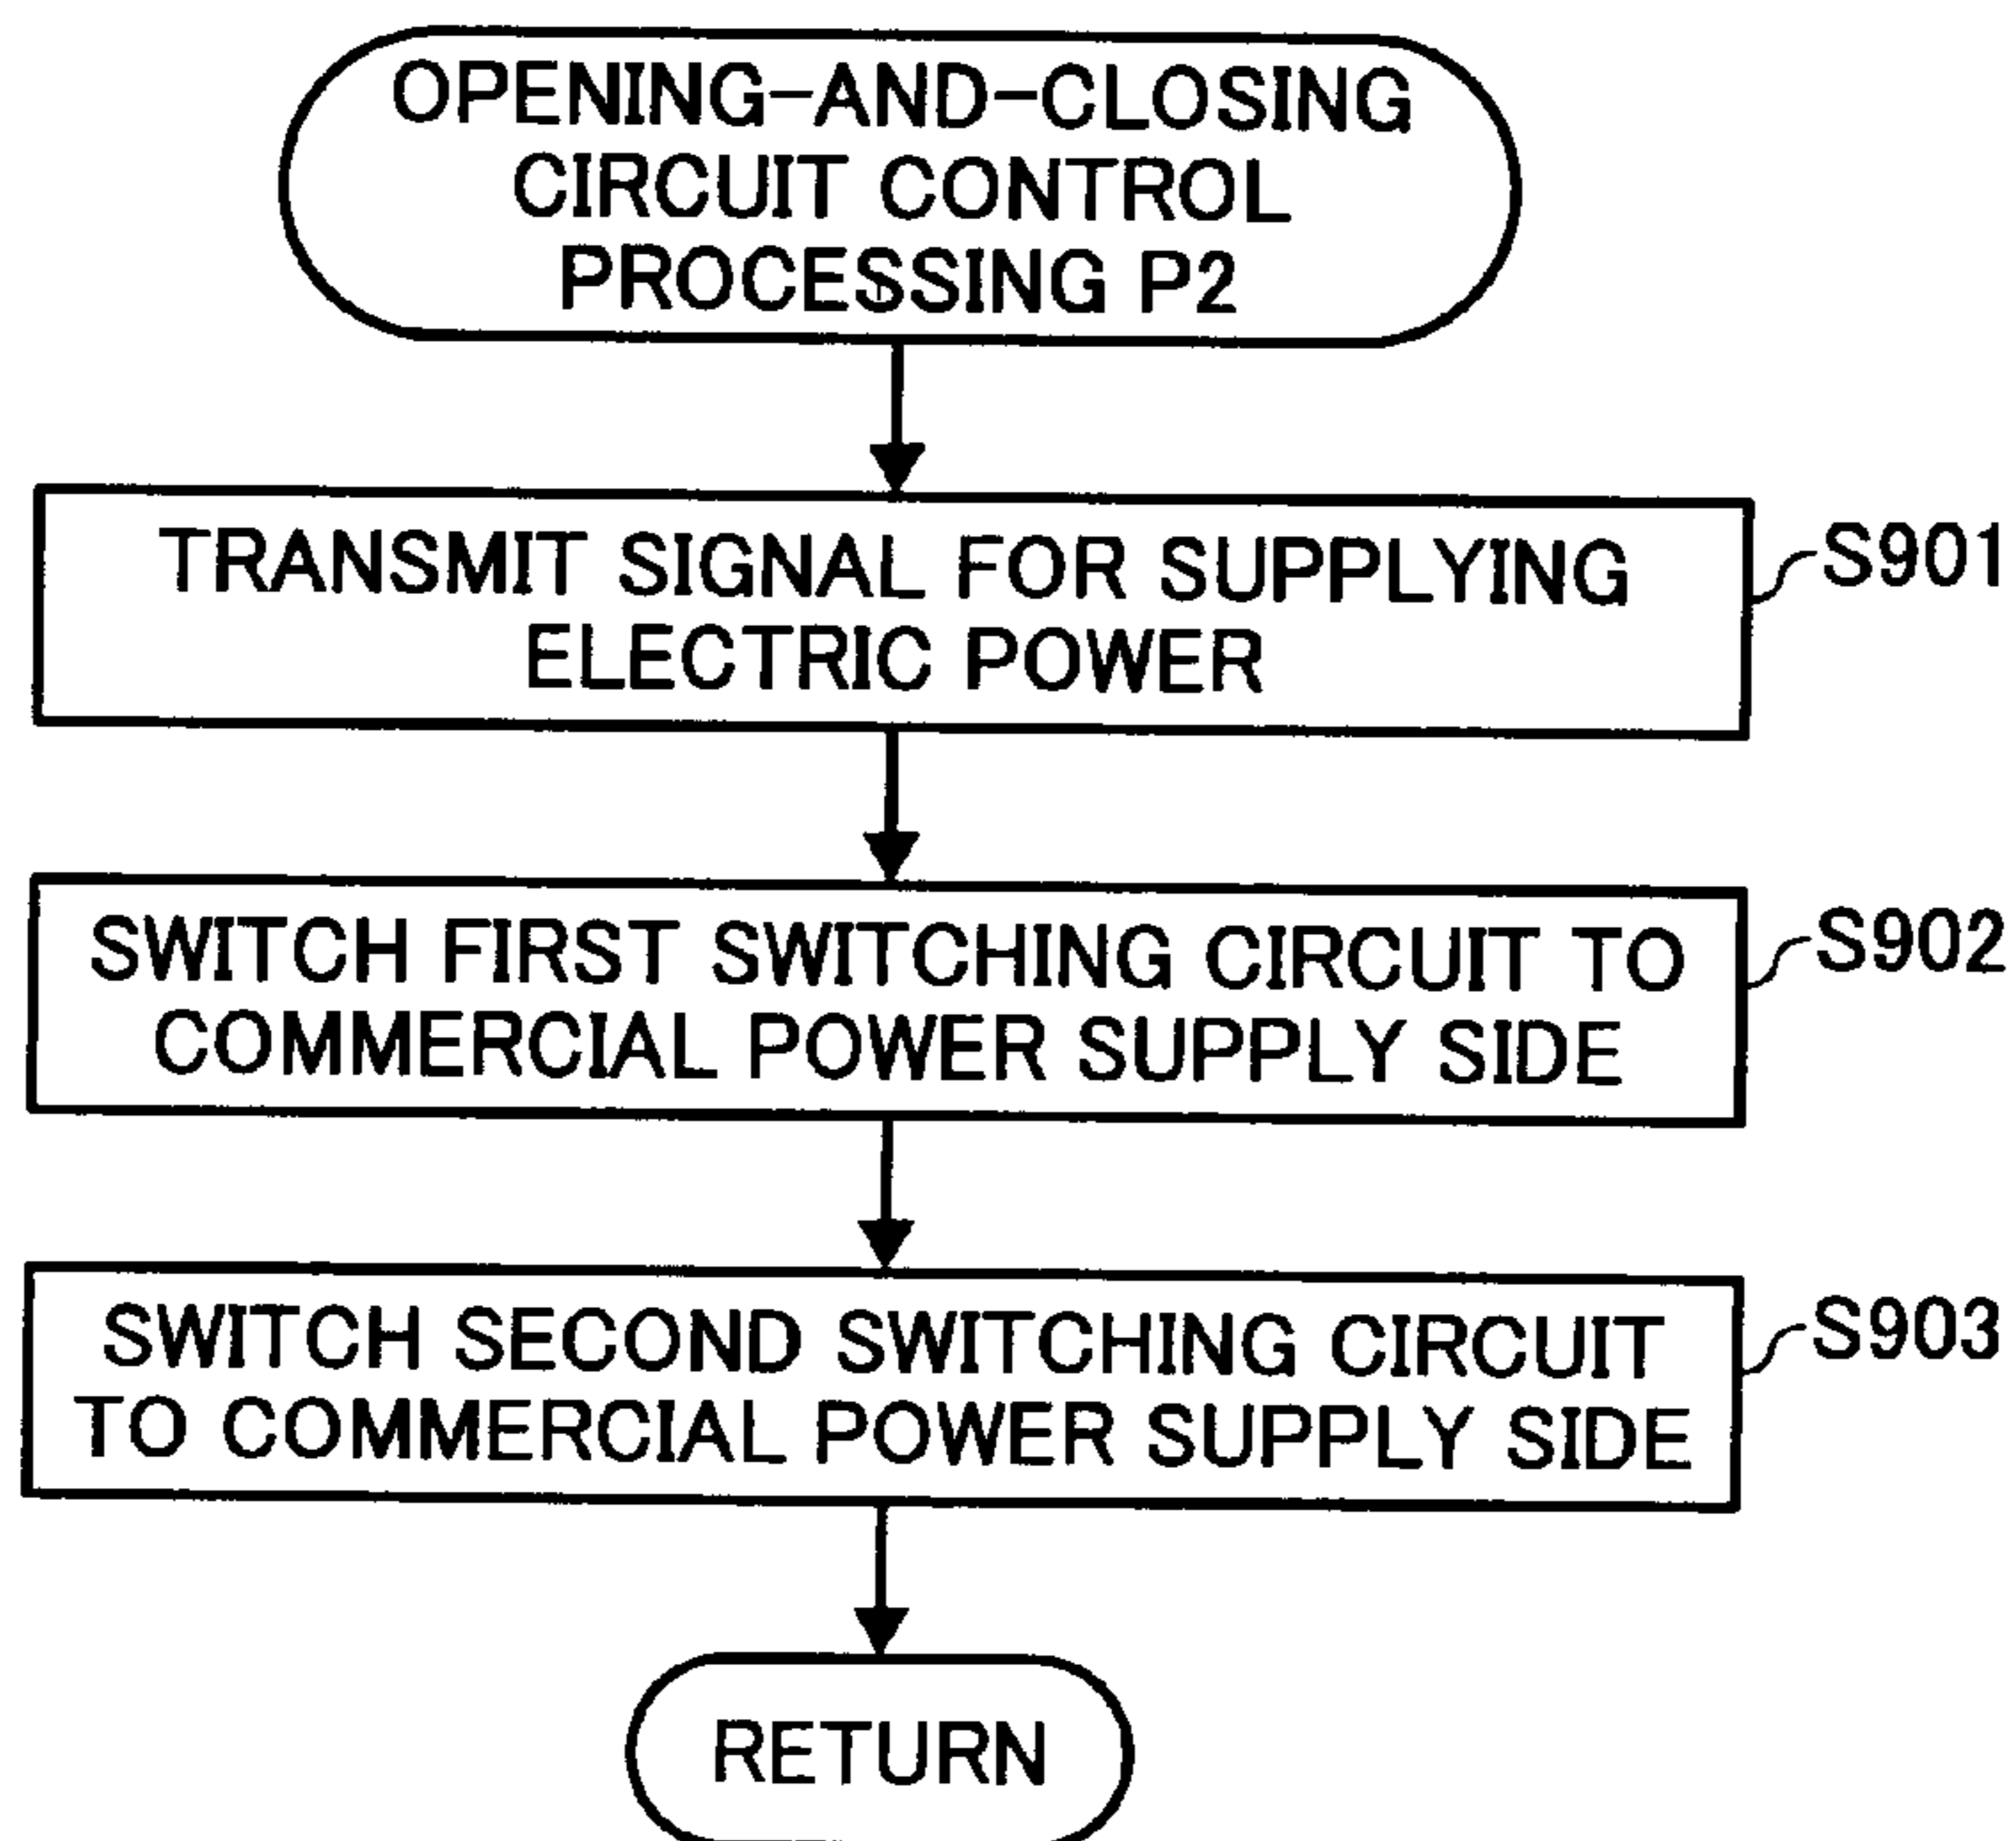 OPENING-AND-CLOSING
CIRCUIT CONTROL
PROCESSING P2
TRANSMIT SIGNAL FOR SUPPLYING
ELECTRIC POWER
S901
SWITCH FIRST SWITCHING CIRCUIT TO
COMMERCIAL POWER SUPPLY SIDE
S902
SWITCH SECOND SWITCHING CIRCUIT
TO COMMERCIAL POWER SUPPLY SIDE
S903
RETURN